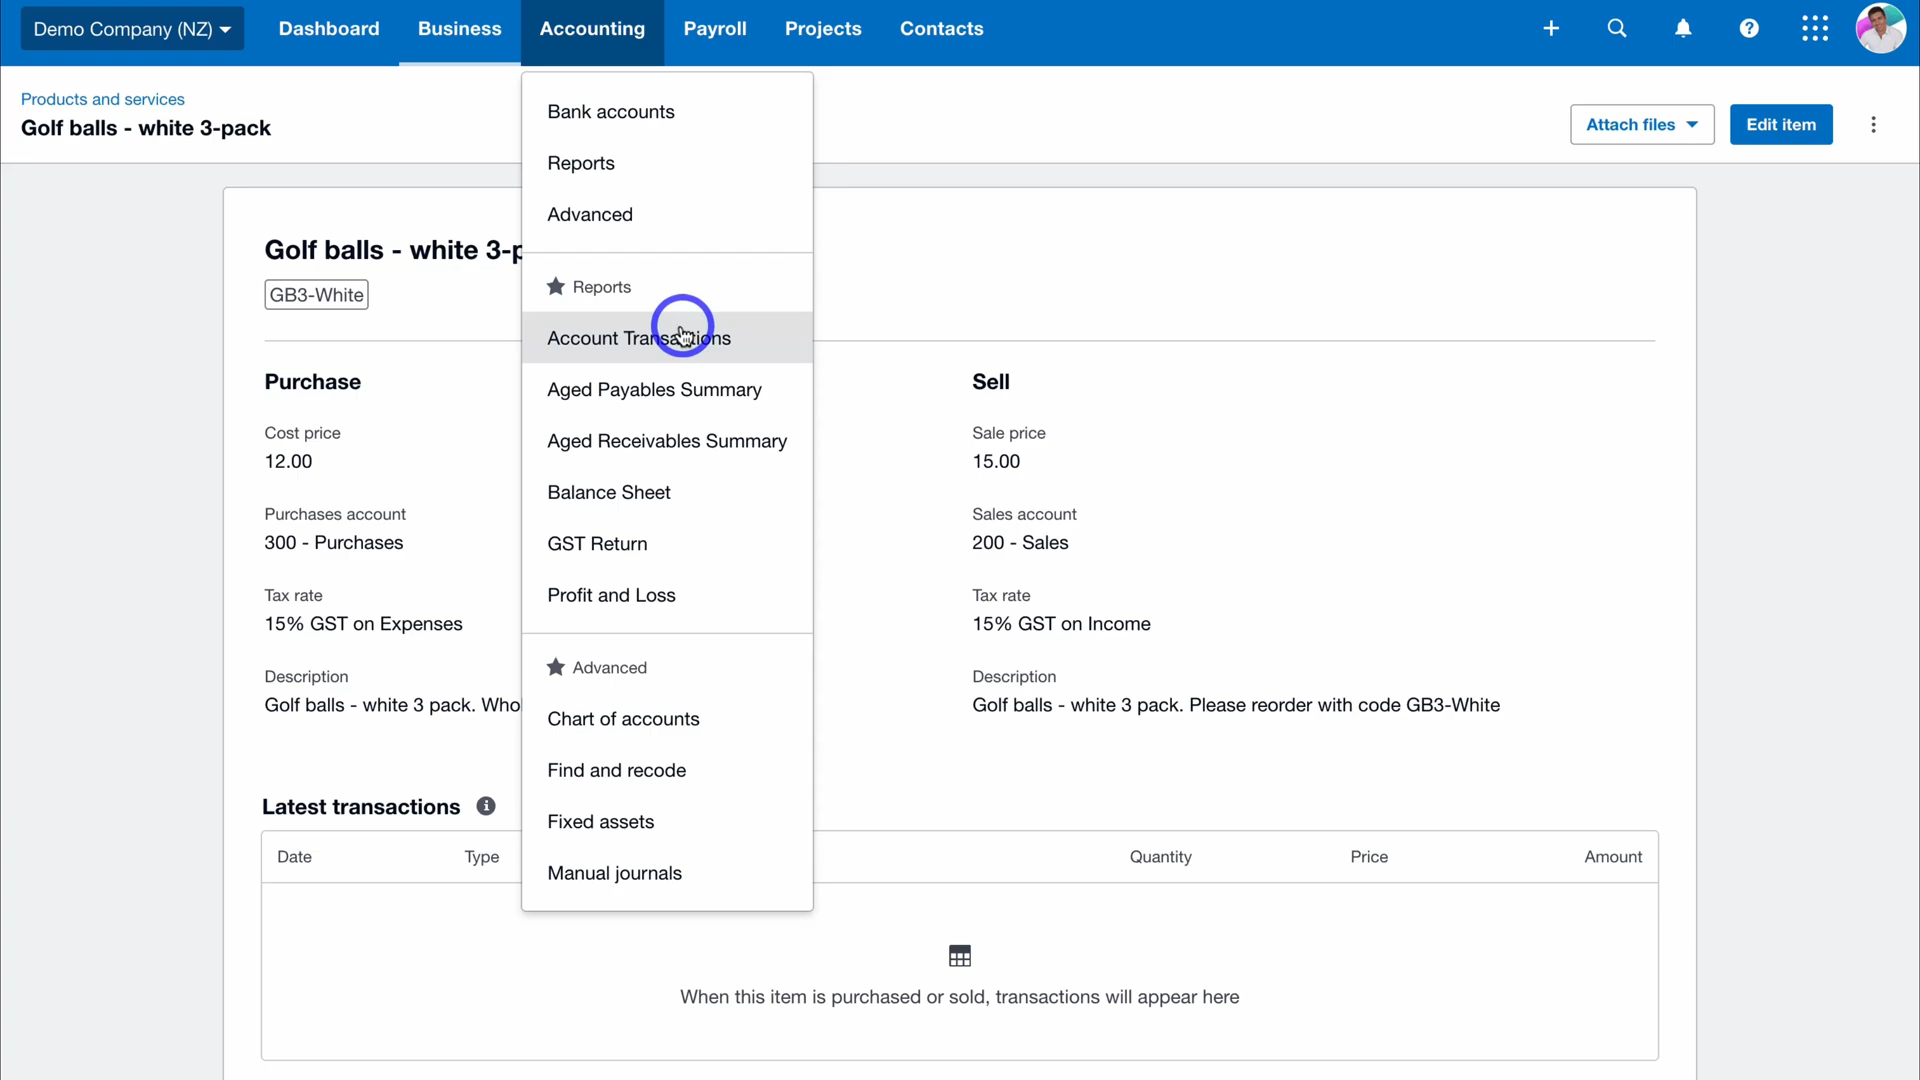 Demo Company (NZ)
Dashboard
Business
Accounting
Payroll
Projects
Contacts
Products and services
Golf balls - white 3-pack
Attach files
Edit item
Bank accounts
Reports
Advanced
Reports
Account Transactions
Aged Payables Summary
Aged Receivables Summary
Balance Sheet
GST Return
Profit and Loss
Advanced
Chart of accounts
Find and recode
Fixed assets
Manual journals
Golf balls - white 3-p
GB3-White
Purchase
Cost price
12.00
Purchases account
300 - Purchases
Tax rate
15% GST on Expenses
Description
Golf balls - white 3 pack. Who
Sell
Sale price
15.00
Sales account
200 - Sales
Tax rate
15% GST on Income
Description
Golf balls - white 3 pack. Please reorder with code GB3-White
Latest transactions
Date Type Quantity Price Amount
When this item is purchased or sold, transactions will appear here